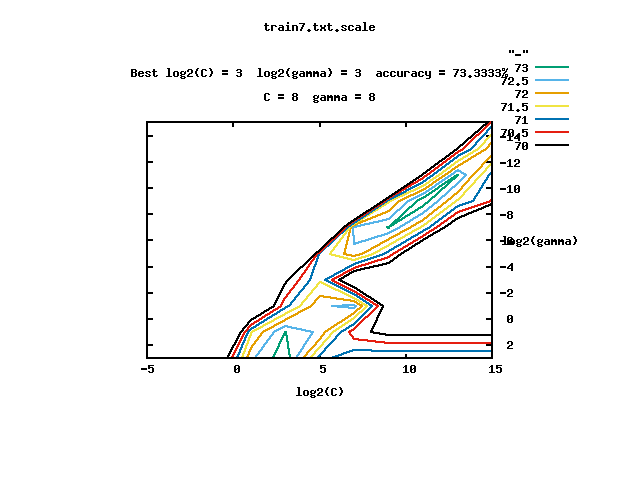 train7.txt.scale
"-"
Best log2(C) = 3 log2(gamma) = 3 accuracy = 73.3333%
73
72.5
C = 8 gamma = 8
72
71.5
71
70.5
70
-14
-12
-10
-8
-6
log2(gamma)
-4
-2
0
2
-5 0 5 10 15
log2(C)